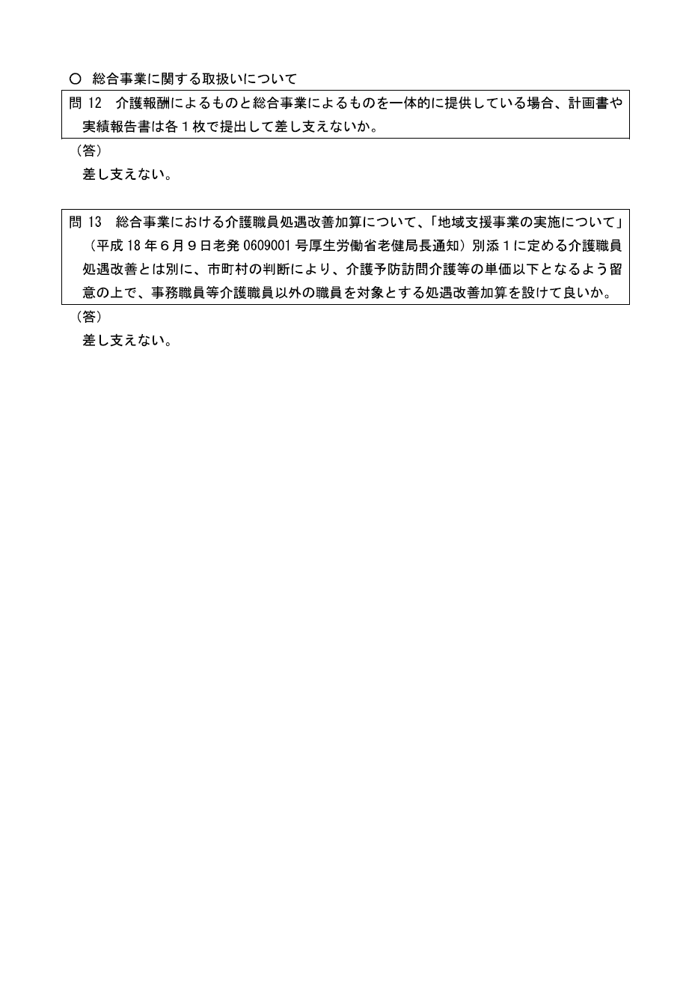 〇 総合事業に関する取扱いについて
問 12　介護報酬によるものと総合事業によるものを一体的に提供している場合、計画書や
実績報告書は各１枚で提出して差し支えないか。
（答）
差し支えない。
問 13　総合事業における介護職員処遇改善加算について、「地域支援事業の実施について」
（平成 18 年６月９日老発 0609001 号厚生労働省老健局長通知）別添１に定める介護職員
処遇改善とは別に、市町村の判断により、介護予防訪問介護等の単価以下となるよう留
意の上で、事務職員等介護職員以外の職員を対象とする処遇改善加算を設けて良いか。
（答）
差し支えない。